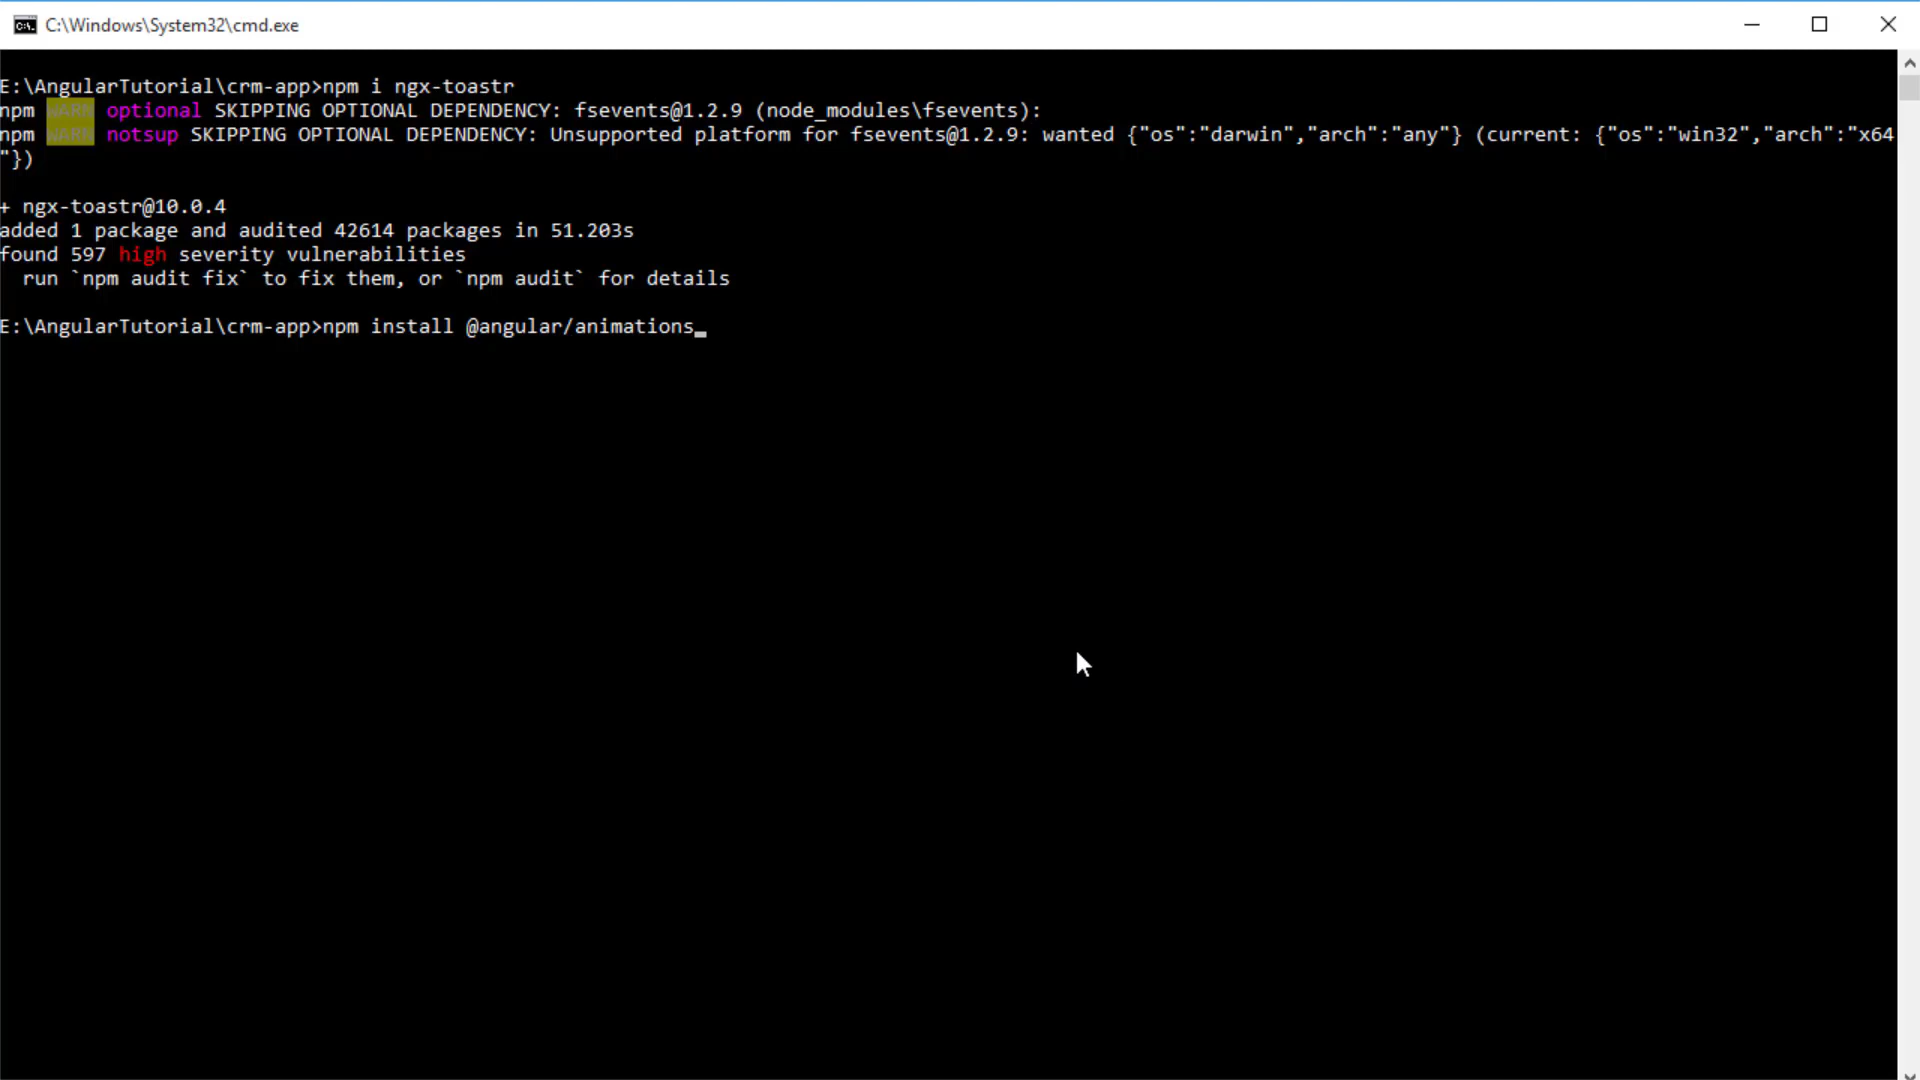 C:\Windows\System32\cmd.exe
E:\AngularTutorial\crm-app>npm i ngx-toastr
npm WARN optional SKIPPING OPTIONAL DEPENDENCY: fsevents@1.2.9 (node_modules\fsevents):
npm WARN notsup SKIPPING OPTIONAL DEPENDENCY: Unsupported platform for fsevents@1.2.9: wanted {"os":"darwin","arch":"any"} (current: {"os":"win32","arch":"x64
"})
+ ngx-toastr@10.0.4
added 1 package and audited 42614 packages in 51.203s
found 597 high severity vulnerabilities
run `npm audit fix` to fix them, or `npm audit` for details
E:\AngularTutorial\crm-app>npm install @angular/animations_